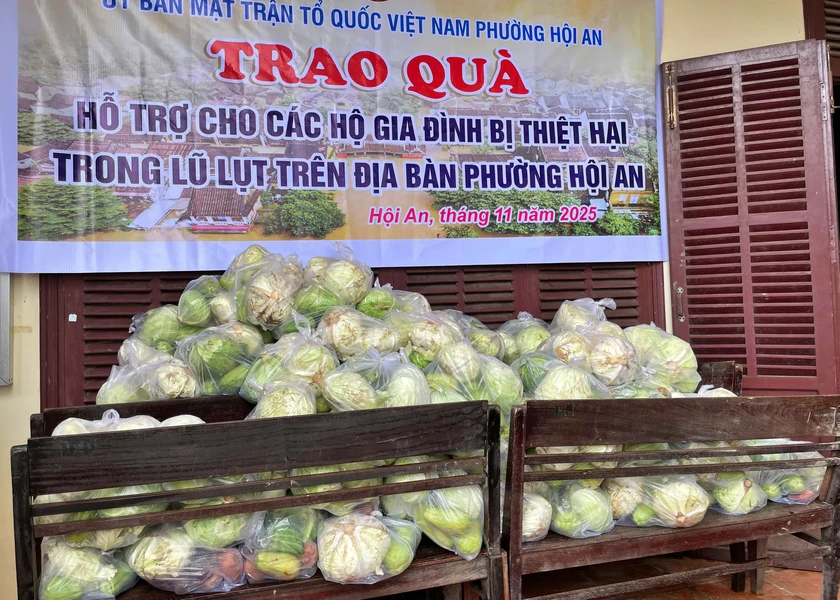 ỦY BAN MẶT TRẬN TỔ QUỐC VIỆT NAM PHƯỜNG HỘI AN
TRAO QUÀ
HỖ TRỢ CHO CÁC HỘ GIA ĐÌNH BỊ THIỆT HẠI
TRONG LŨ LỤT TRÊN ĐỊA BÀN PHƯỜNG HỘI AN
Hội An, tháng 11 năm 2025